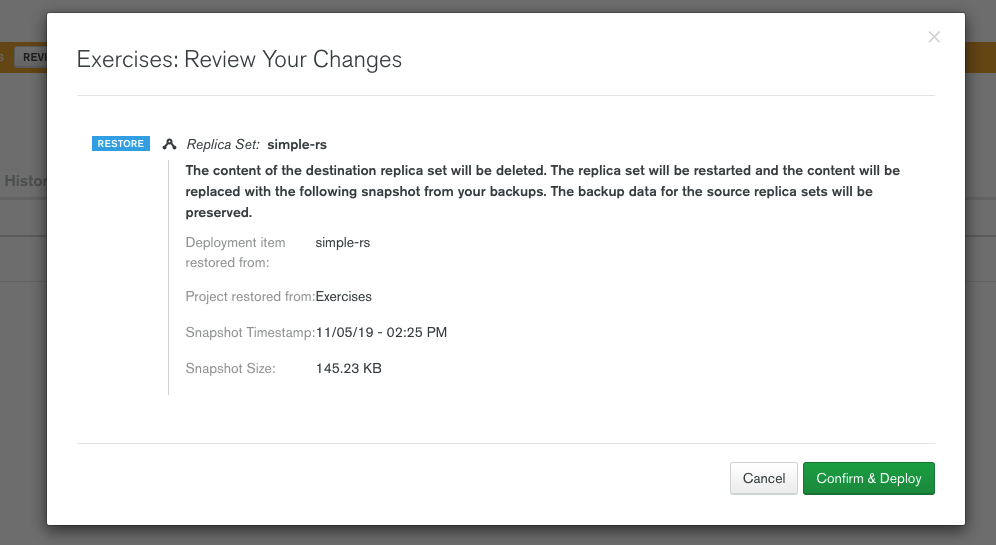 ×
Exercises: Review Your Changes
RESTORE Replica Set: simple-rs
The content of the destination replica set will be deleted. The replica set will be restarted and the content will be
replaced with the following snapshot from your backups. The backup data for the source replica sets will be
preserved.
Deployment item simple-rs
restored from:
Project restored from:Exercises
Snapshot Timestamp:11/05/19 - 02:25 PM
Snapshot Size: 145.23 KB
Cancel Confirm & Deploy